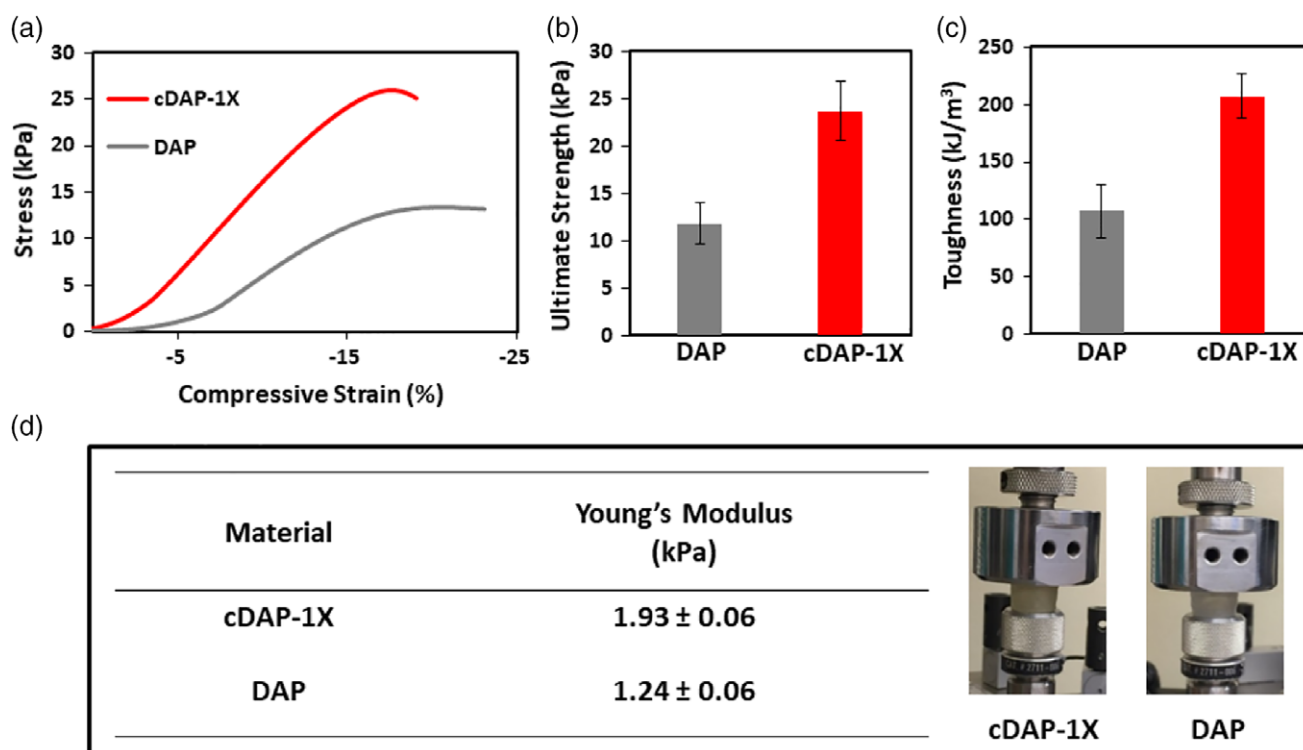 (a)
30
25
20
15
10
5
0
Stress (kPa)
cDAP-1X
DAP
-5
-15
-25
Compressive Strain (%)
(b)
30
25
20
15
10
5
0
Ultimate Strength (kPa)
DAP
cDAP-1X
(c)
250
200
150
100
50
0
Toughness (kJ/m³)
DAP
cDAP-1X
(d)
Material
Young's Modulus
(kPa)
cDAP-1X
1.93 ± 0.06
DAP
1.24 ± 0.06
cDAP-1X
DAP